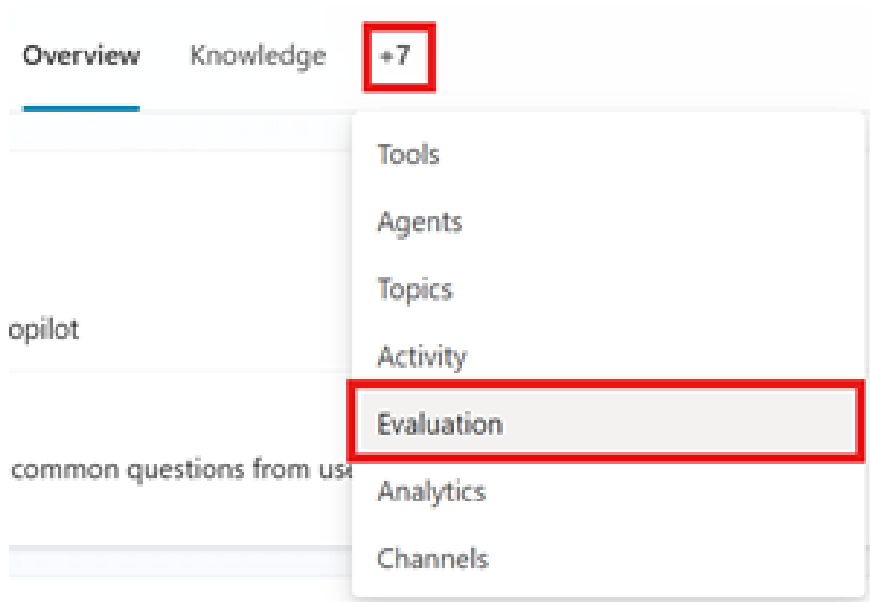 Overview Knowledge +7
Tools
Agents
Topics
opilot
Activity
Evaluation
common questions from use
Analytics
Channels